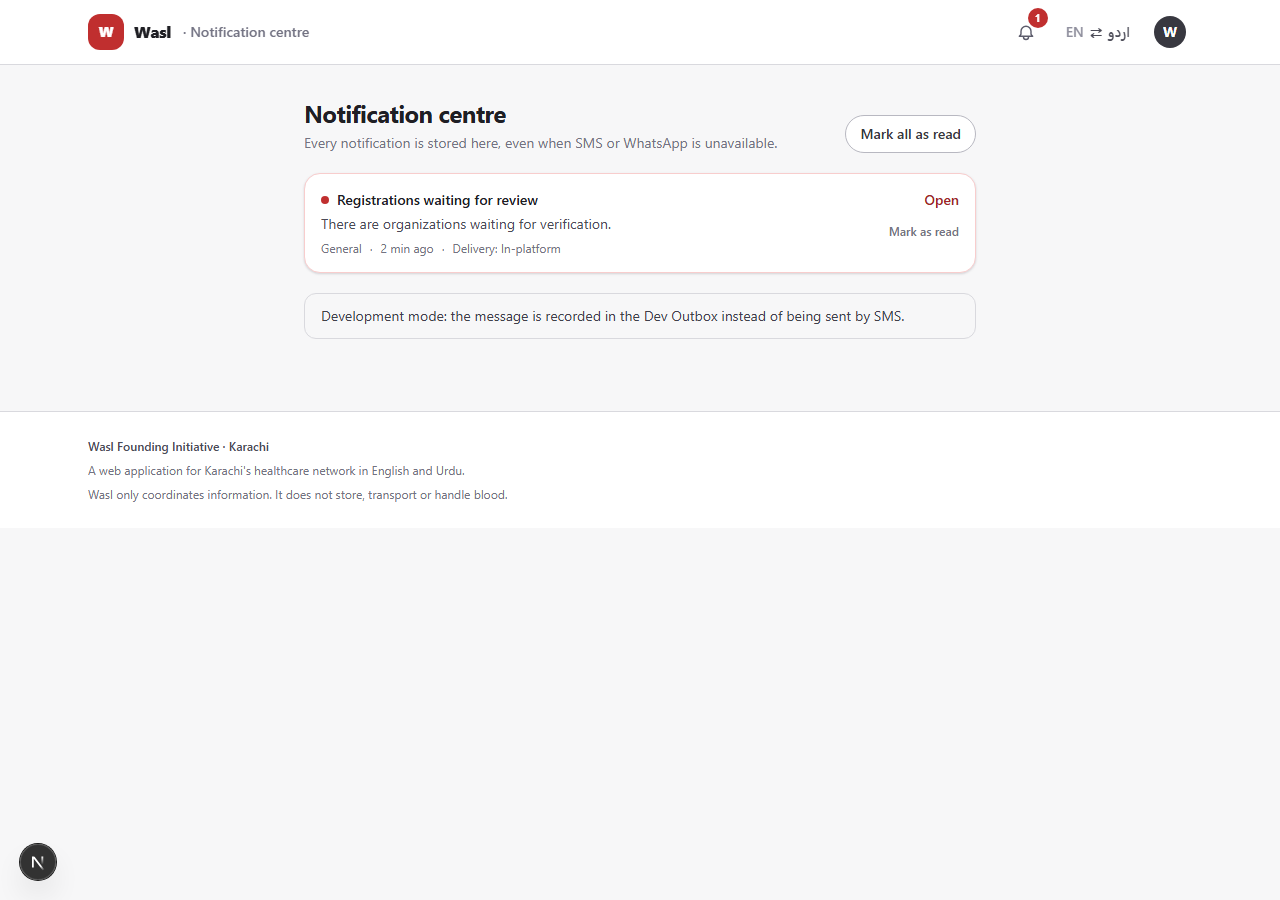 W Wasl · Notification centre 1 EN ⇄ اردو W
Notification centre
Every notification is stored here, even when SMS or WhatsApp is unavailable.
Mark all as read
Registrations waiting for review
Open
There are organizations waiting for verification.
Mark as read
General · 2 min ago · Delivery: In-platform
Development mode: the message is recorded in the Dev Outbox instead of being sent by SMS.
Wasl Founding Initiative · Karachi
A web application for Karachi's healthcare network in English and Urdu.
Wasl only coordinates information. It does not store, transport or handle blood.
N